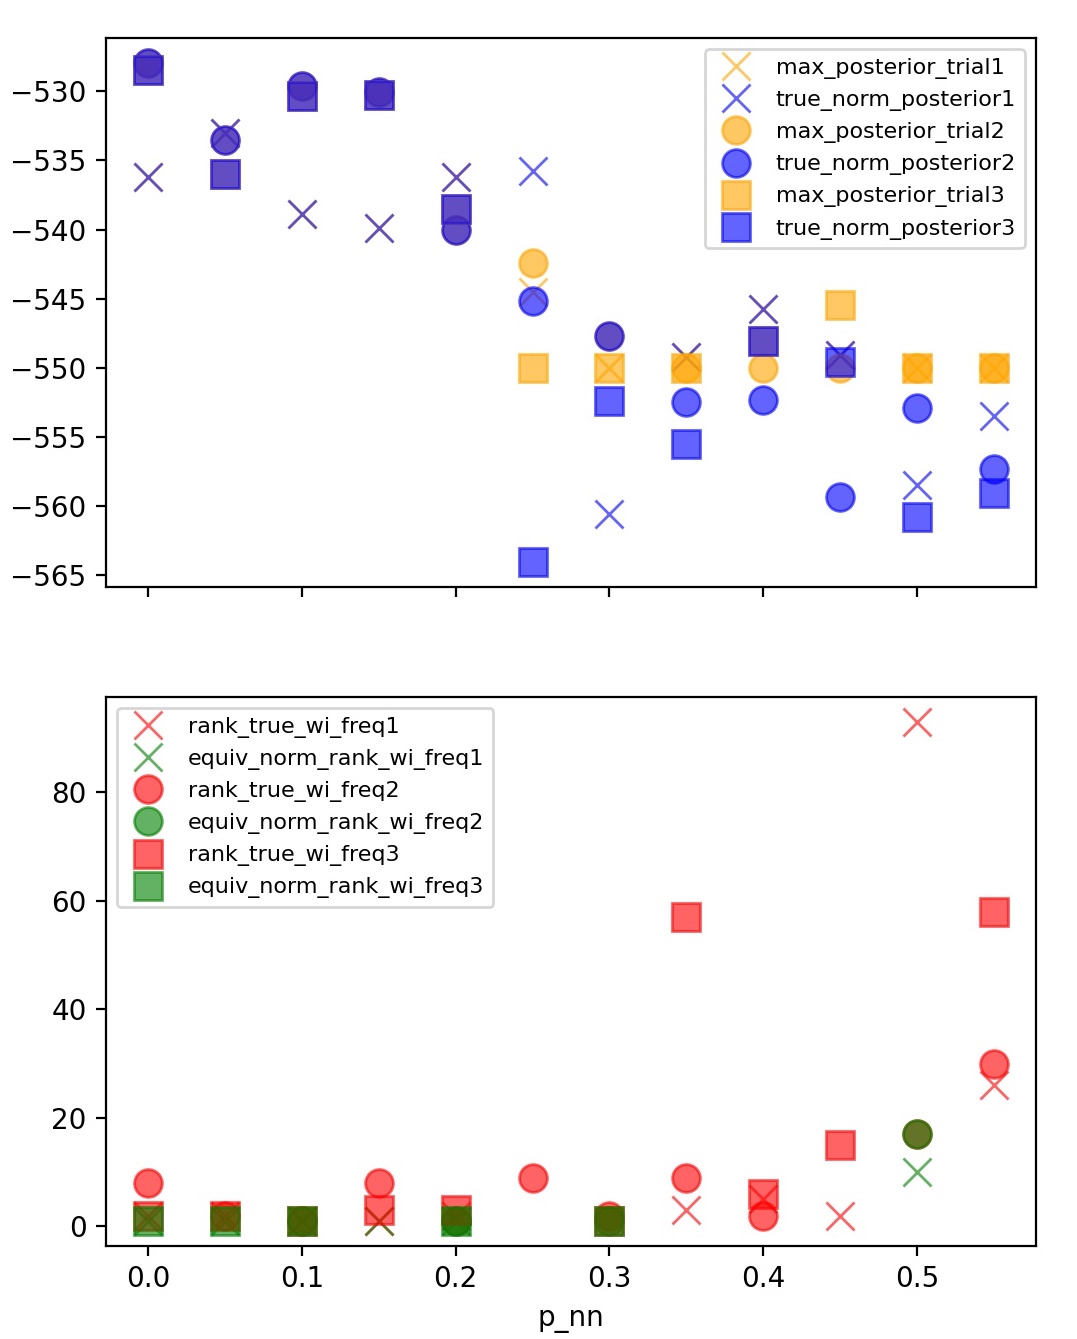 −530
−535
−540
−545
−550
−555
−560
−565
max_posterior_trial1
true_norm_posterior1
max_posterior_trial2
true_norm_posterior2
max_posterior_trial3
true_norm_posterior3
80
60
40
20
0
rank_true_wi_freq1
equiv_norm_rank_wi_freq1
rank_true_wi_freq2
equiv_norm_rank_wi_freq2
rank_true_wi_freq3
equiv_norm_rank_wi_freq3
0.0 0.1 0.2 0.3 0.4 0.5
p_nn